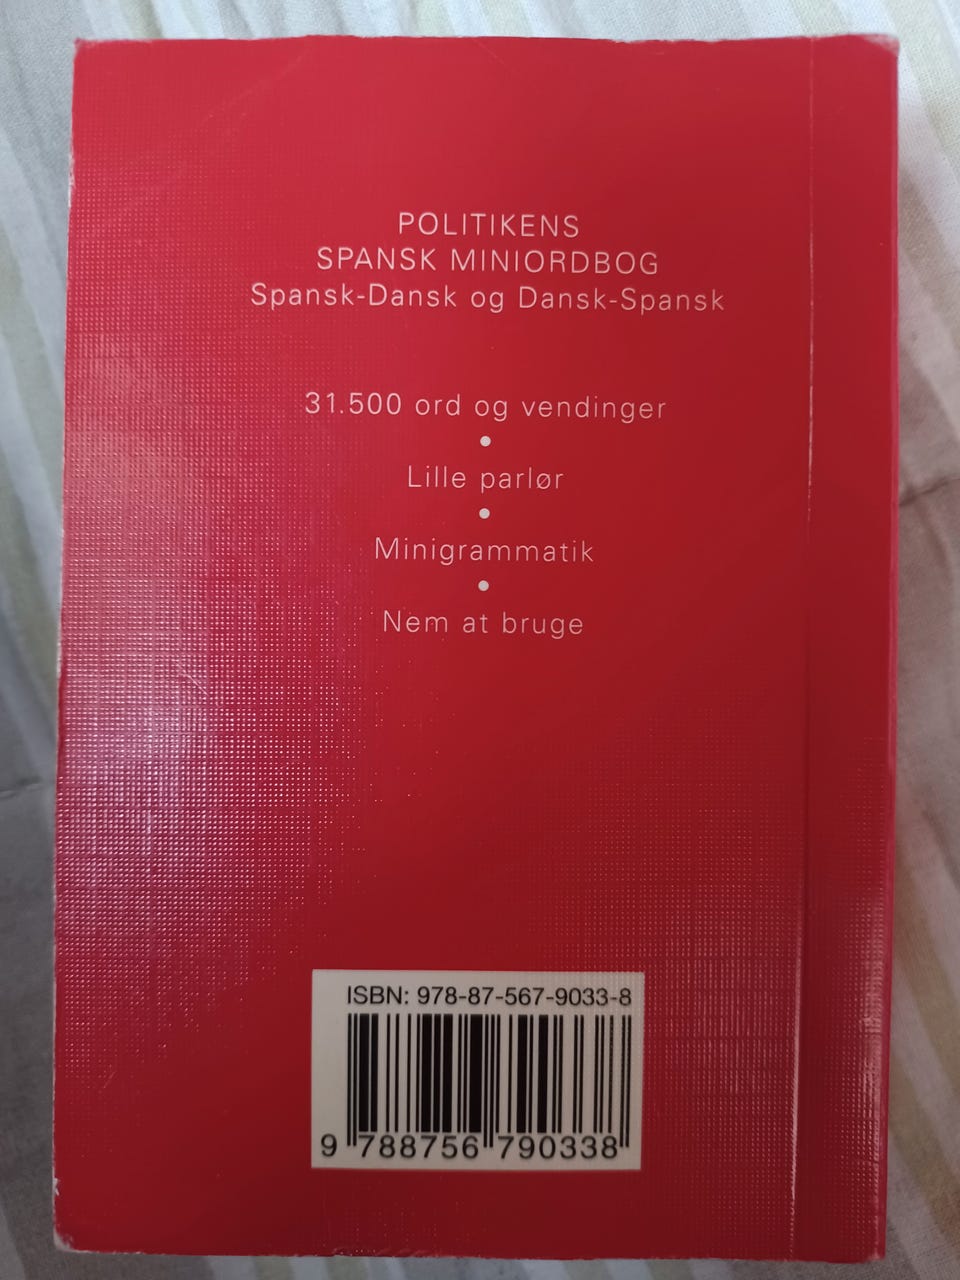 POLITIKENS
SPANSK MINIORDBOG
Spansk-Dansk og Dansk-Spansk
31.500 ord og vendinger
•
Lille parlør
•
Minigrammatik
•
Nem at bruge
ISBN: 978-87-567-9033-8
9 788756 790338